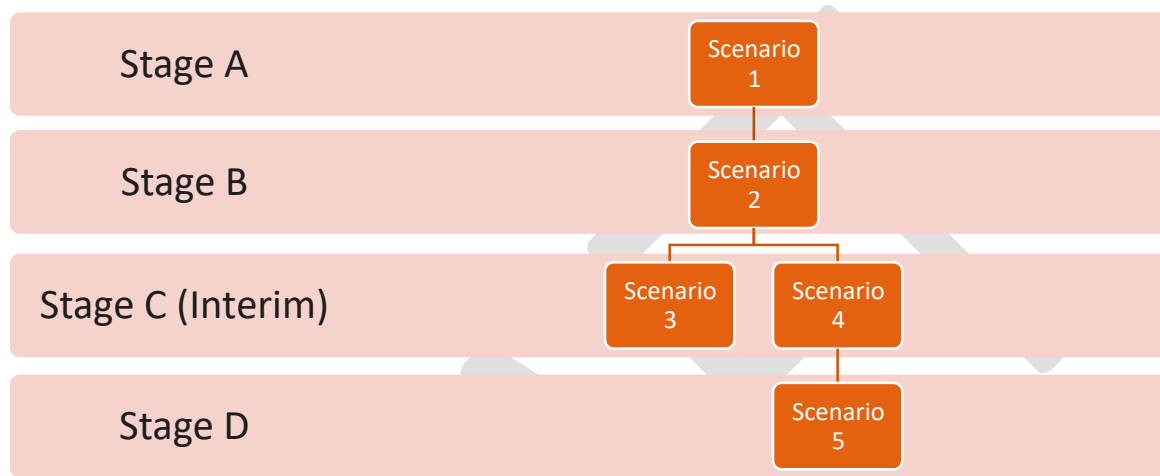 Stage A
Scenario
1
Stage B
Scenario
2
Stage C (Interim)
Scenario
3
Scenario
4
Stage D
Scenario
5